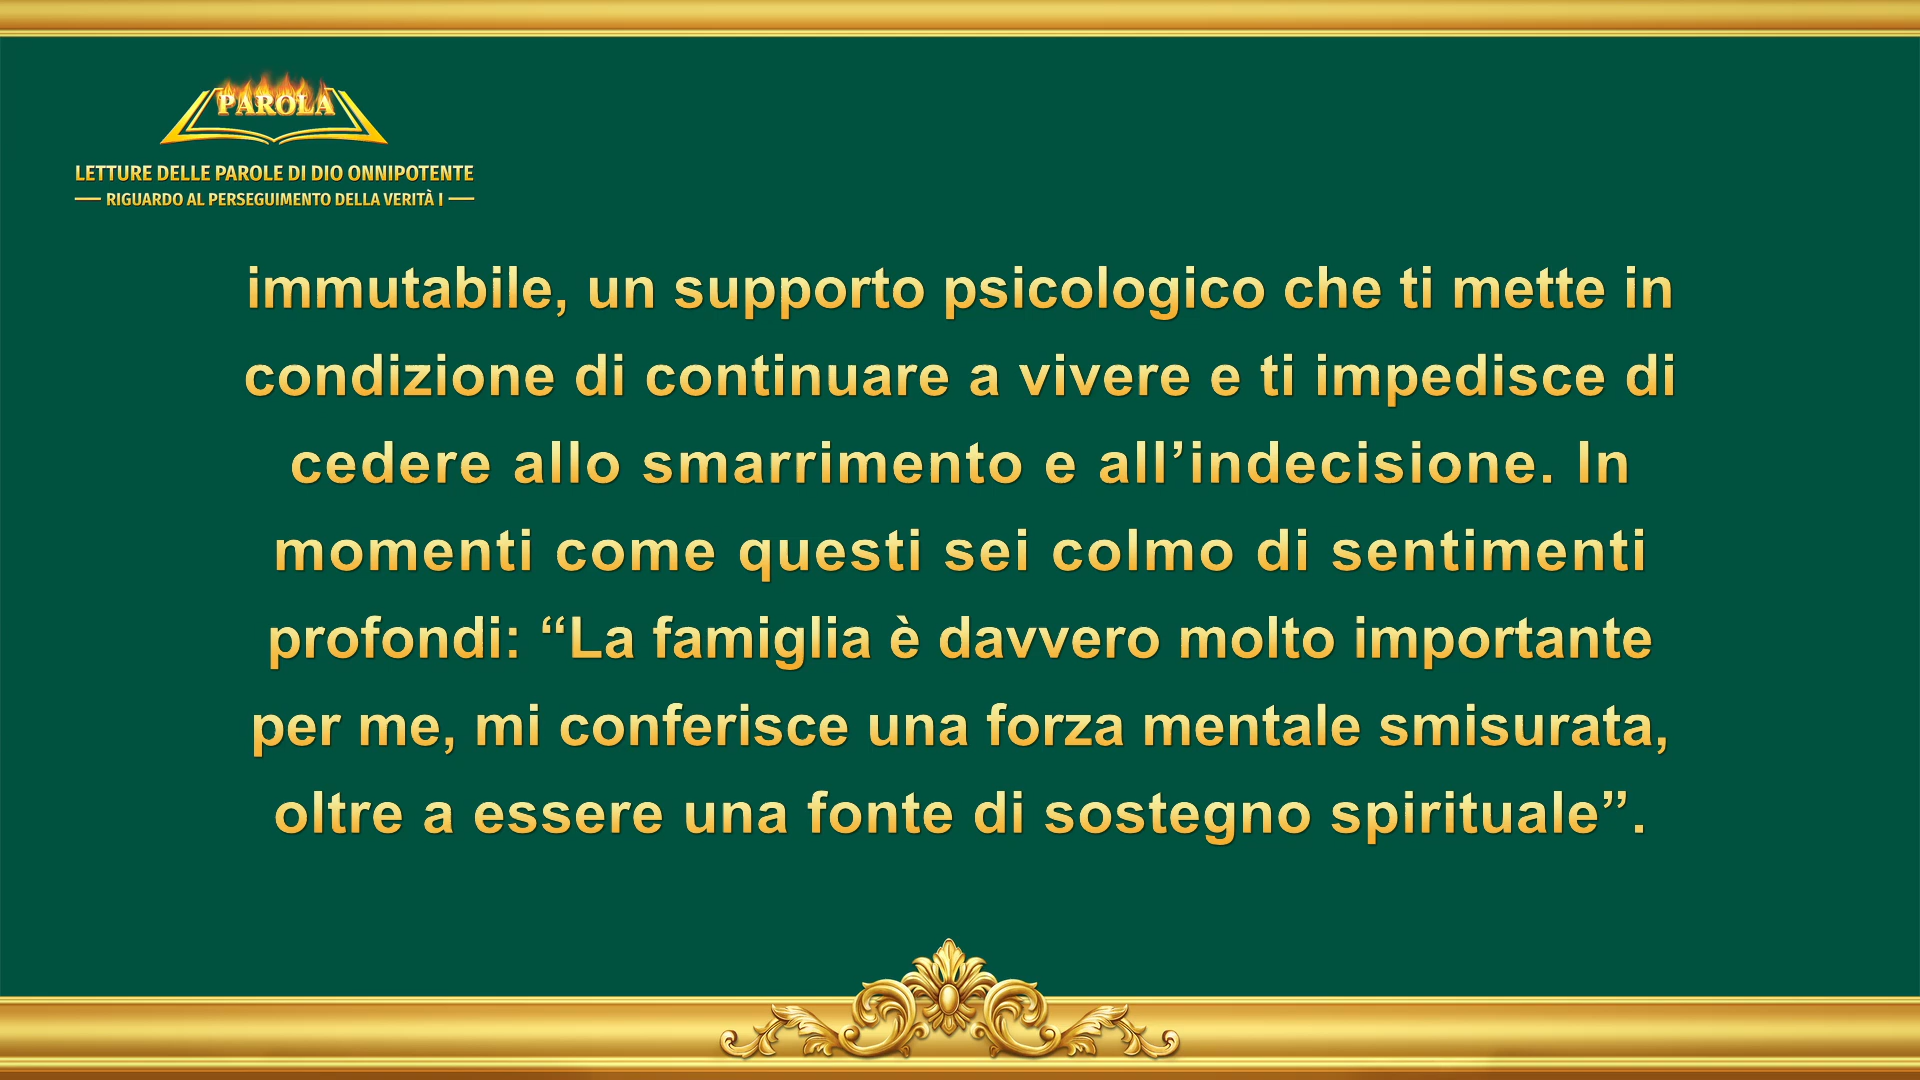 PAROLA
LETTURE DELLE PAROLE DI DIO ONNIPOTENTE
RIGUARDO AL PERSEGUIMENTO DELLA VERITÀ I
immutabile, un supporto psicologico che ti mette in
condizione di continuare a vivere e ti impedisce di
cedere allo smarrimento e all’indecisione. In
momenti come questi sei colmo di sentimenti
profondi: “La famiglia è davvero molto importante
per me, mi conferisce una forza mentale smisurata,
oltre a essere una fonte di sostegno spirituale”.